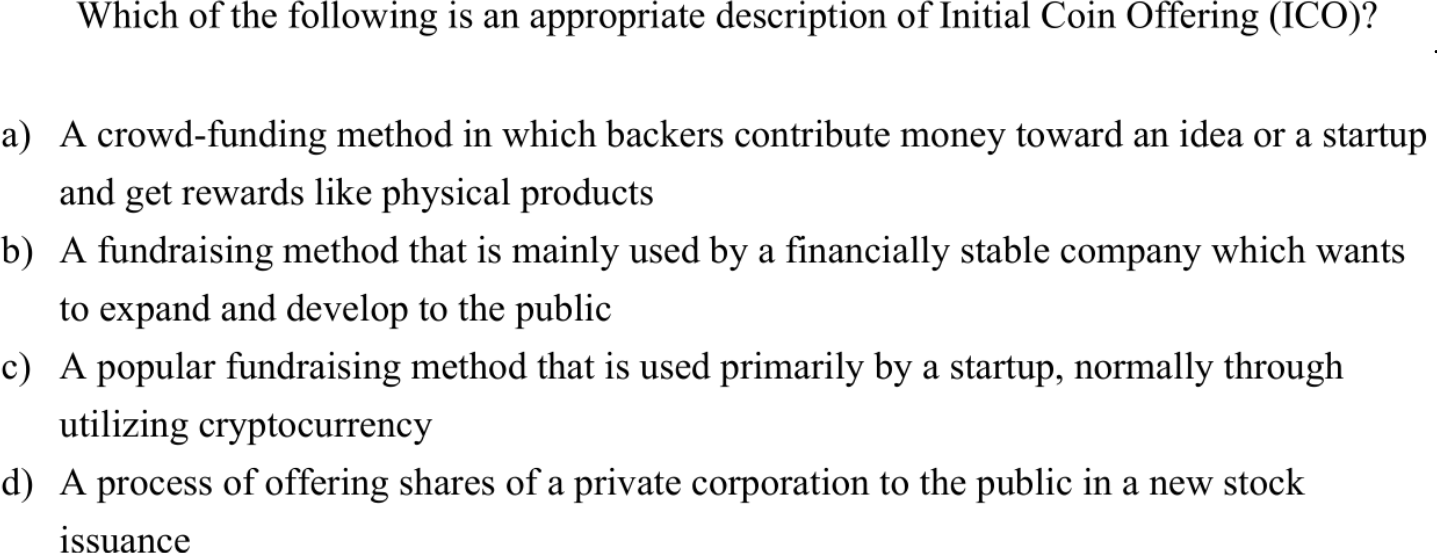 Which of the following is an appropriate description of Initial Coin Offering (ICO)?
a) A crowd-funding method in which backers contribute money toward an idea or a startup
and get rewards like physical products
b) A fundraising method that is mainly used by a financially stable company which wants
to expand and develop to the public
c) A popular fundraising method that is used primarily by a startup, normally through
utilizing cryptocurrency
d) A process of offering shares of a private corporation to the public in a new stock
issuance